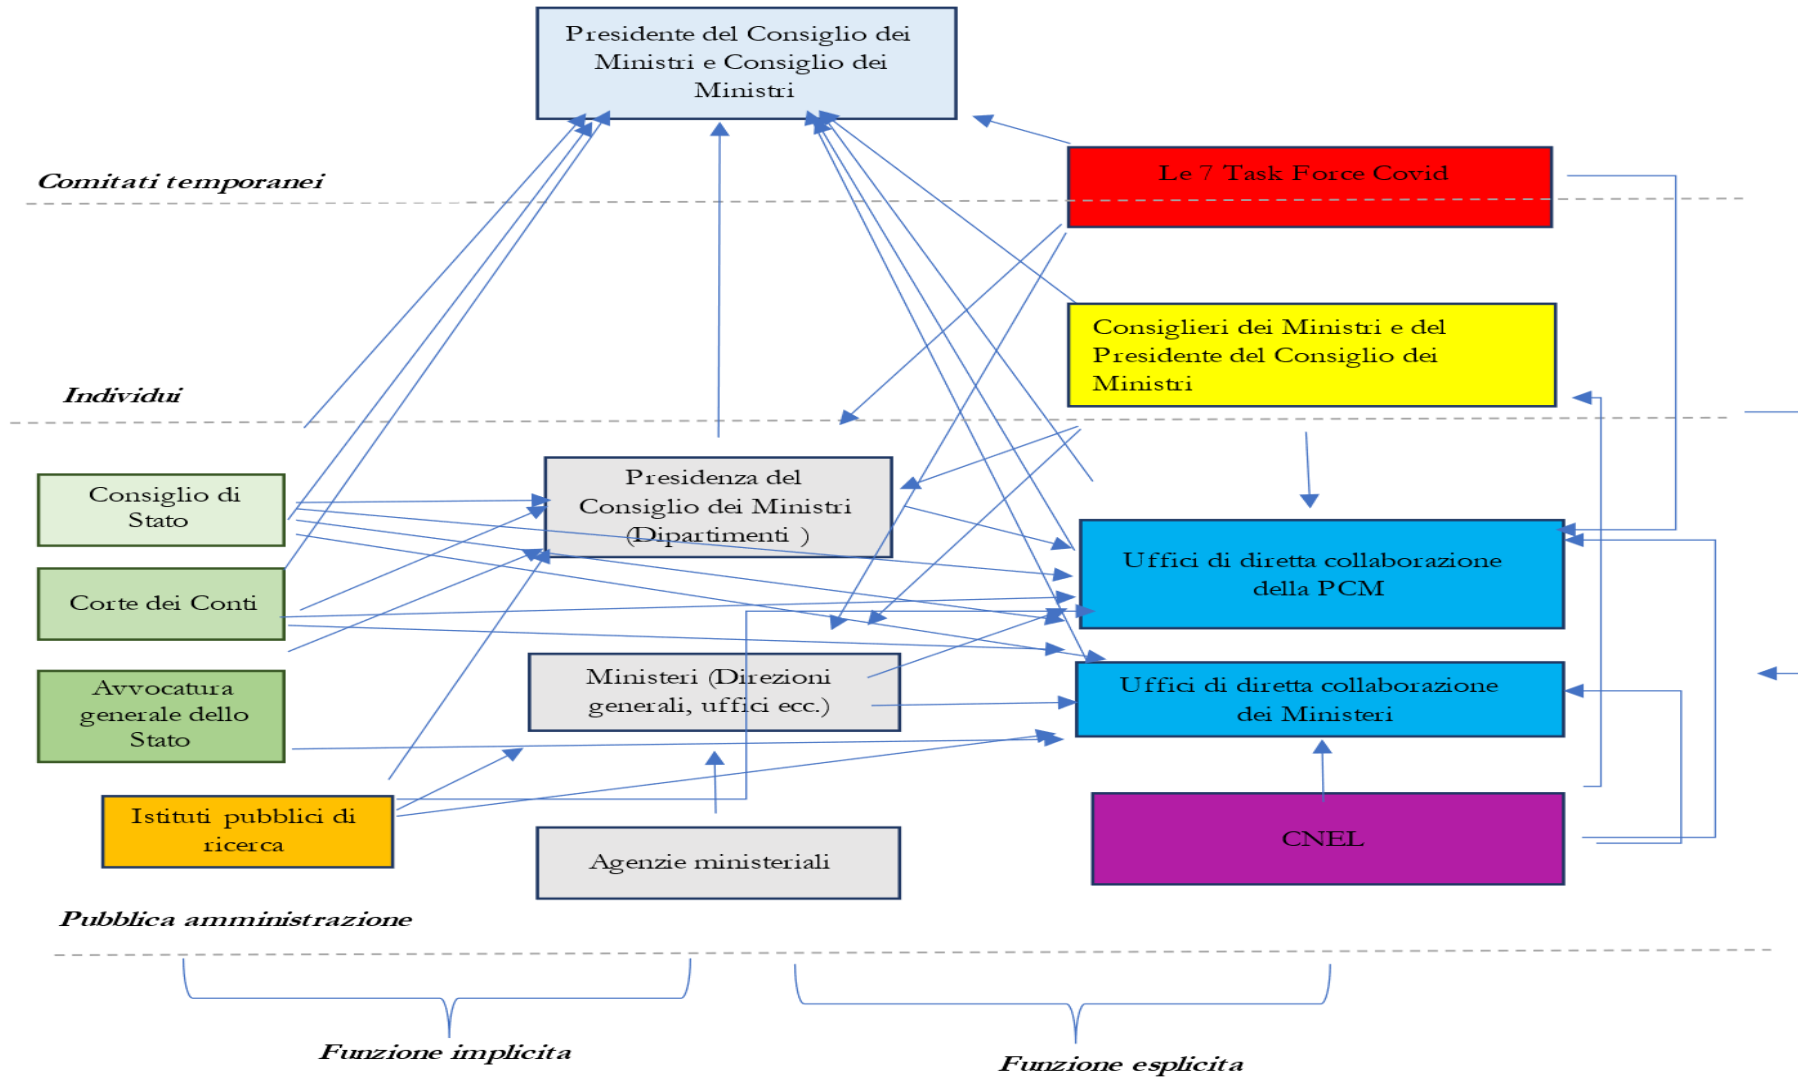 Presidente del Consiglio dei
Ministri e Consiglio dei
Ministri
Le 7 Task Force Covid
Comitati temporanei
Consiglieri dei Ministri e del
Presidente del Consiglio dei
Ministri
Individui
Consiglio di
Stato
Presidenza del
Consiglio dei Ministri
(Dipartimenti )
Uffici di diretta collaborazione
della PCM
Corte dei Conti
Avvocatura
generale dello
Stato
Ministeri (Direzioni
generali, uffici ecc.)
Uffici di diretta collaborazione
dei Ministeri
Istituti pubblici di
ricerca
Agenzie ministeriali
CNEL
Pubblica amministrazione
Funzione implicita
Funzione esplicita